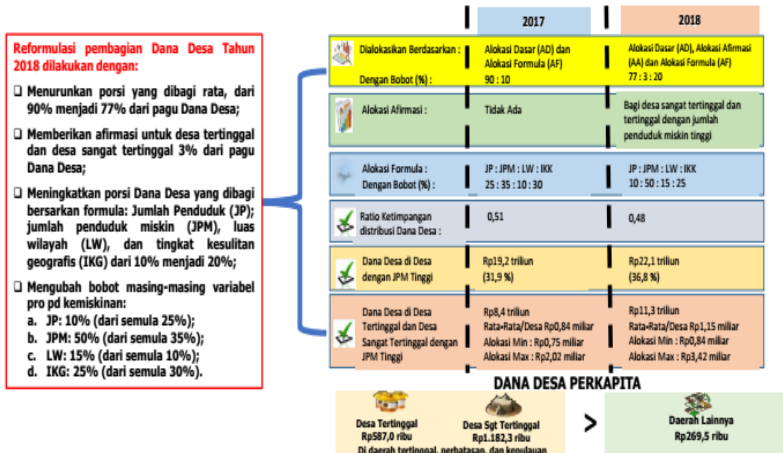 Reformulasi pembagian Dana Desa Tahun
2018 dilakukan dengan:
❑ Menurunkan porsi yang dibagi rata, dari
90% menjadi 77% dari pagu Dana Desa;
❑ Memberikan afirmasi untuk desa tertinggal
dan desa sangat tertinggal 3% dari pagu
Dana Desa;
❑ Meningkatkan porsi Dana Desa yang dibagi
bersarkan formula: Jumlah Penduduk (JP);
jumlah penduduk miskin (JPM), luas
wilayah (LW), dan tingkat kesulitan
geografis (IKG) dari 10% menjadi 20%;
❑ Mengubah bobot masing-masing variabel
pro pd kemiskinan:
a. JP: 10% (dari semula 25%);
b. JPM: 50% (dari semula 35%);
c. LW: 15% (dari semula 10%);
d. IKG: 25% (dari semula 30%).
2017
2018
Dialokasikan Berdasarkan :
Dengan Bobot (%) :
Alokasi Dasar (AD) dan
Alokasi Formula (AF)
90 : 10
Alokasi Dasar (AD), Alokasi Afirmasi
(AA) dan Alokasi Formula (AF)
77 : 3 : 20
Alokasi Afirmasi :
Tidak Ada
Bagi desa sangat tertinggal dan
tertinggal dengan jumlah
penduduk miskin tinggi
Alokasi Formula :
Dengan Bobot (%) :
JP : JPM : LW : IKK
25 : 35 : 10 : 30
JP : JPM : LW : IKK
10 : 50 : 15 : 25
Ratio Ketimpangan
distribusi Dana Desa :
0,51
0,48
Dana Desa di Desa
dengan JPM Tinggi
Rp19,2 triliun
(31,9 %)
Rp22,1 triliun
(36,8 %)
Dana Desa di Desa
Tertinggal dan Desa
Sangat Tertinggal dengan
JPM Tinggi
Rp8,4 triliun
Rata-Rata/Desa Rp0,84 miliar
Alokasi Min : Rp0,75 miliar
Alokasi Max : Rp2,02 miliar
Rp11,3 triliun
Rata-Rata/Desa Rp1,15 miliar
Alokasi Min : Rp0,84 miliar
Alokasi Max : Rp3,42 miliar
DANA DESA PERKAPITA
Desa Tertinggal
Rp587,0 ribu
Desa Sgt Tertinggal
Rp1.182,3 ribu
Di daerah tertinggal, perbatasan, dan kepulauan
>
Daerah Lainnya
Rp269,5 ribu